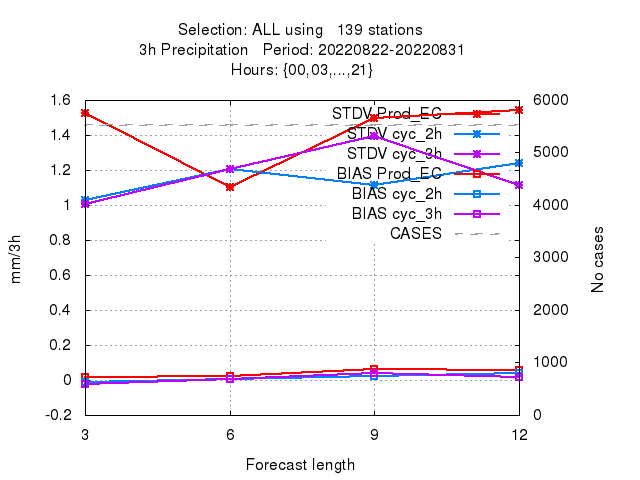 Selection: ALL using   139 stations
3h Precipitation   Period: 20220822-20220831
Hours: {00,03,...,21}
1.6
1.4
1.2
1
0.8
0.6
0.4
0.2
0
-0.2
mm/3h
STDV Prod_EC
STDV cyc_2h
STDV cyc_3h
BIAS Prod_EC
BIAS cyc_2h
BIAS cyc_3h
CASES
6000
5000
4000
3000
2000
1000
0
No cases
3 6 9 12
Forecast length